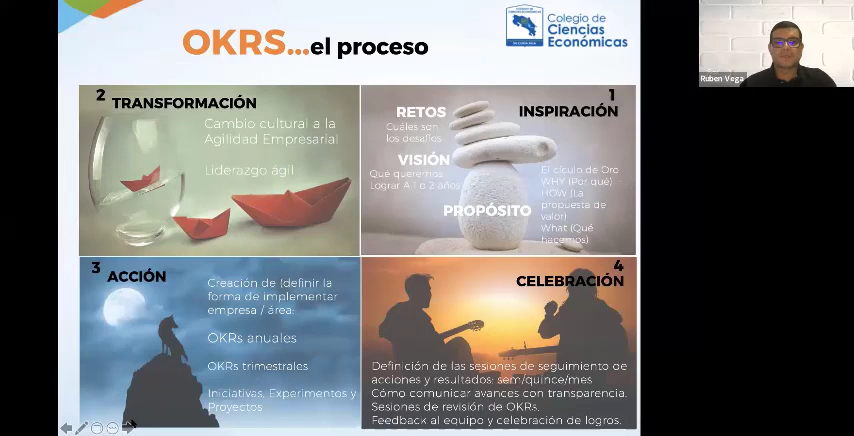 OKRS...el proceso
Colegio de
Ciencias
Económicas
Ruben Vega
2
TRANSFORMACIÓN
Cambio cultural a la
Agilidad Empresarial
Liderazgo ágil
1
INSPIRACIÓN
RETOS
Cuáles son
los desafíos
VISIÓN
Qué queremos
Lograr A 1 o 2 años
PROPÓSITO
El cículo de Oro
WHY (Por qué)
HOW (La
propuesta de
valor)
What (Qué
hacemos)
3
ACCIÓN
Creación de (definir la
forma de implementar
empresa / área:
OKRs anuales
OKRs trimestrales
Iniciativas, Experimentos y
Proyectos
4
CELEBRACIÓN
Definición de las sesiones de seguimiento de
acciones y resultados: sem/quince/mes
Cómo comunicar avances con transparencia.
Sesiones de revisión de OKRs.
Feedback al equipo y celebración de logros.